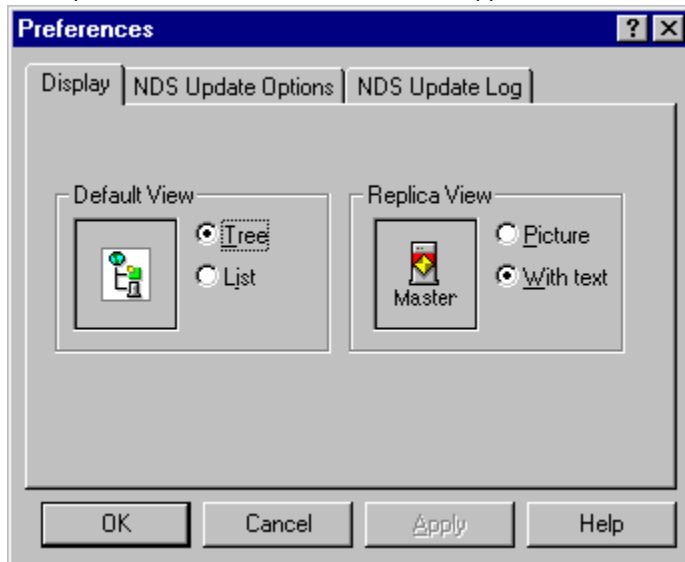 Preferences
Display NDS Update Options NDS Update Log
Default View
Tree
List
Replica View
Master
Picture
With text
OK Cancel Apply Help